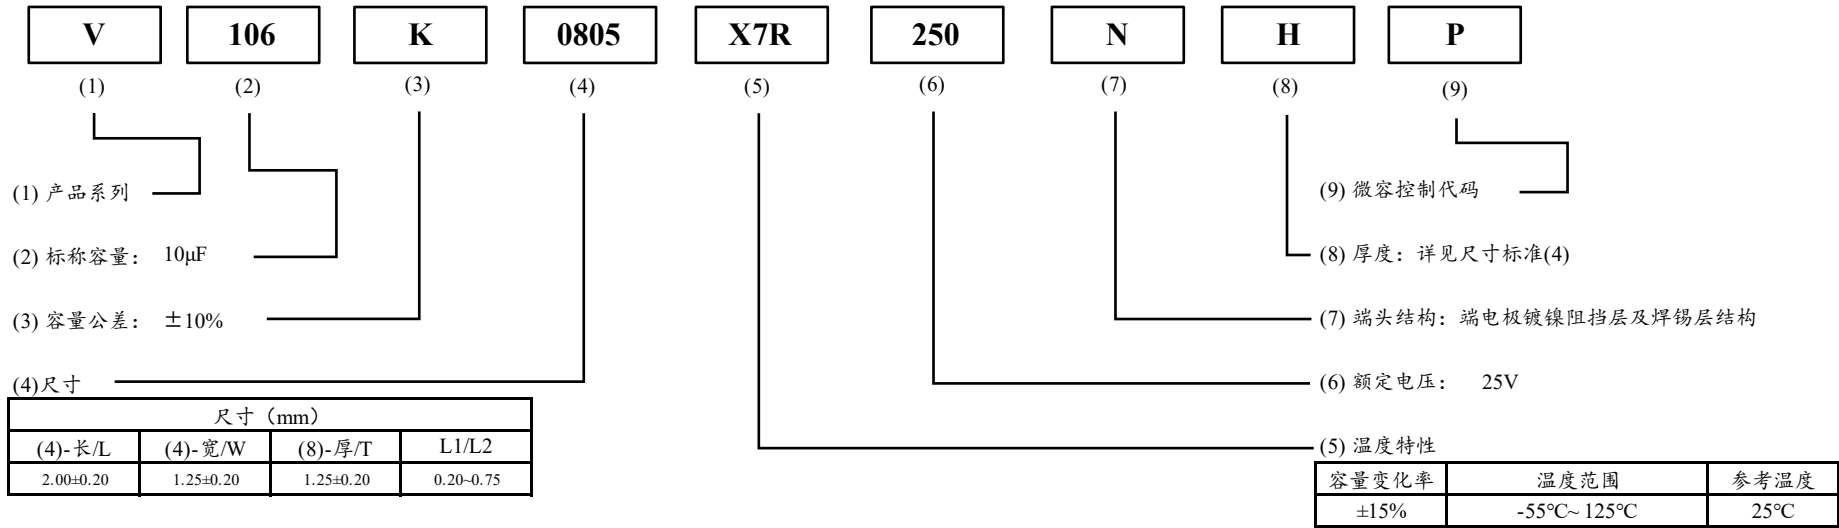 V 106 K 0805 X7R 250 N H P
(1) (2) (3) (4) (5) (6) (7) (8) (9)
(1) 产品系列
(9) 微容控制代码
(2) 标称容量: 10μF
(8) 厚度: 详见尺寸标准(4)
(3) 容量公差: ±10%
(7) 端头结构: 端电极镀镍阻挡层及焊锡层结构
(4)尺寸
(6) 额定电压: 25V
尺寸(mm)
(4)-长/L (4)-宽/W (8)-厚/T L1/L2
2.00±0.20 1.25±0.20 1.25±0.20 0.20~0.75
(5) 温度特性
容量变化率 温度范围 参考温度
±15% -55℃~ 125℃ 25℃